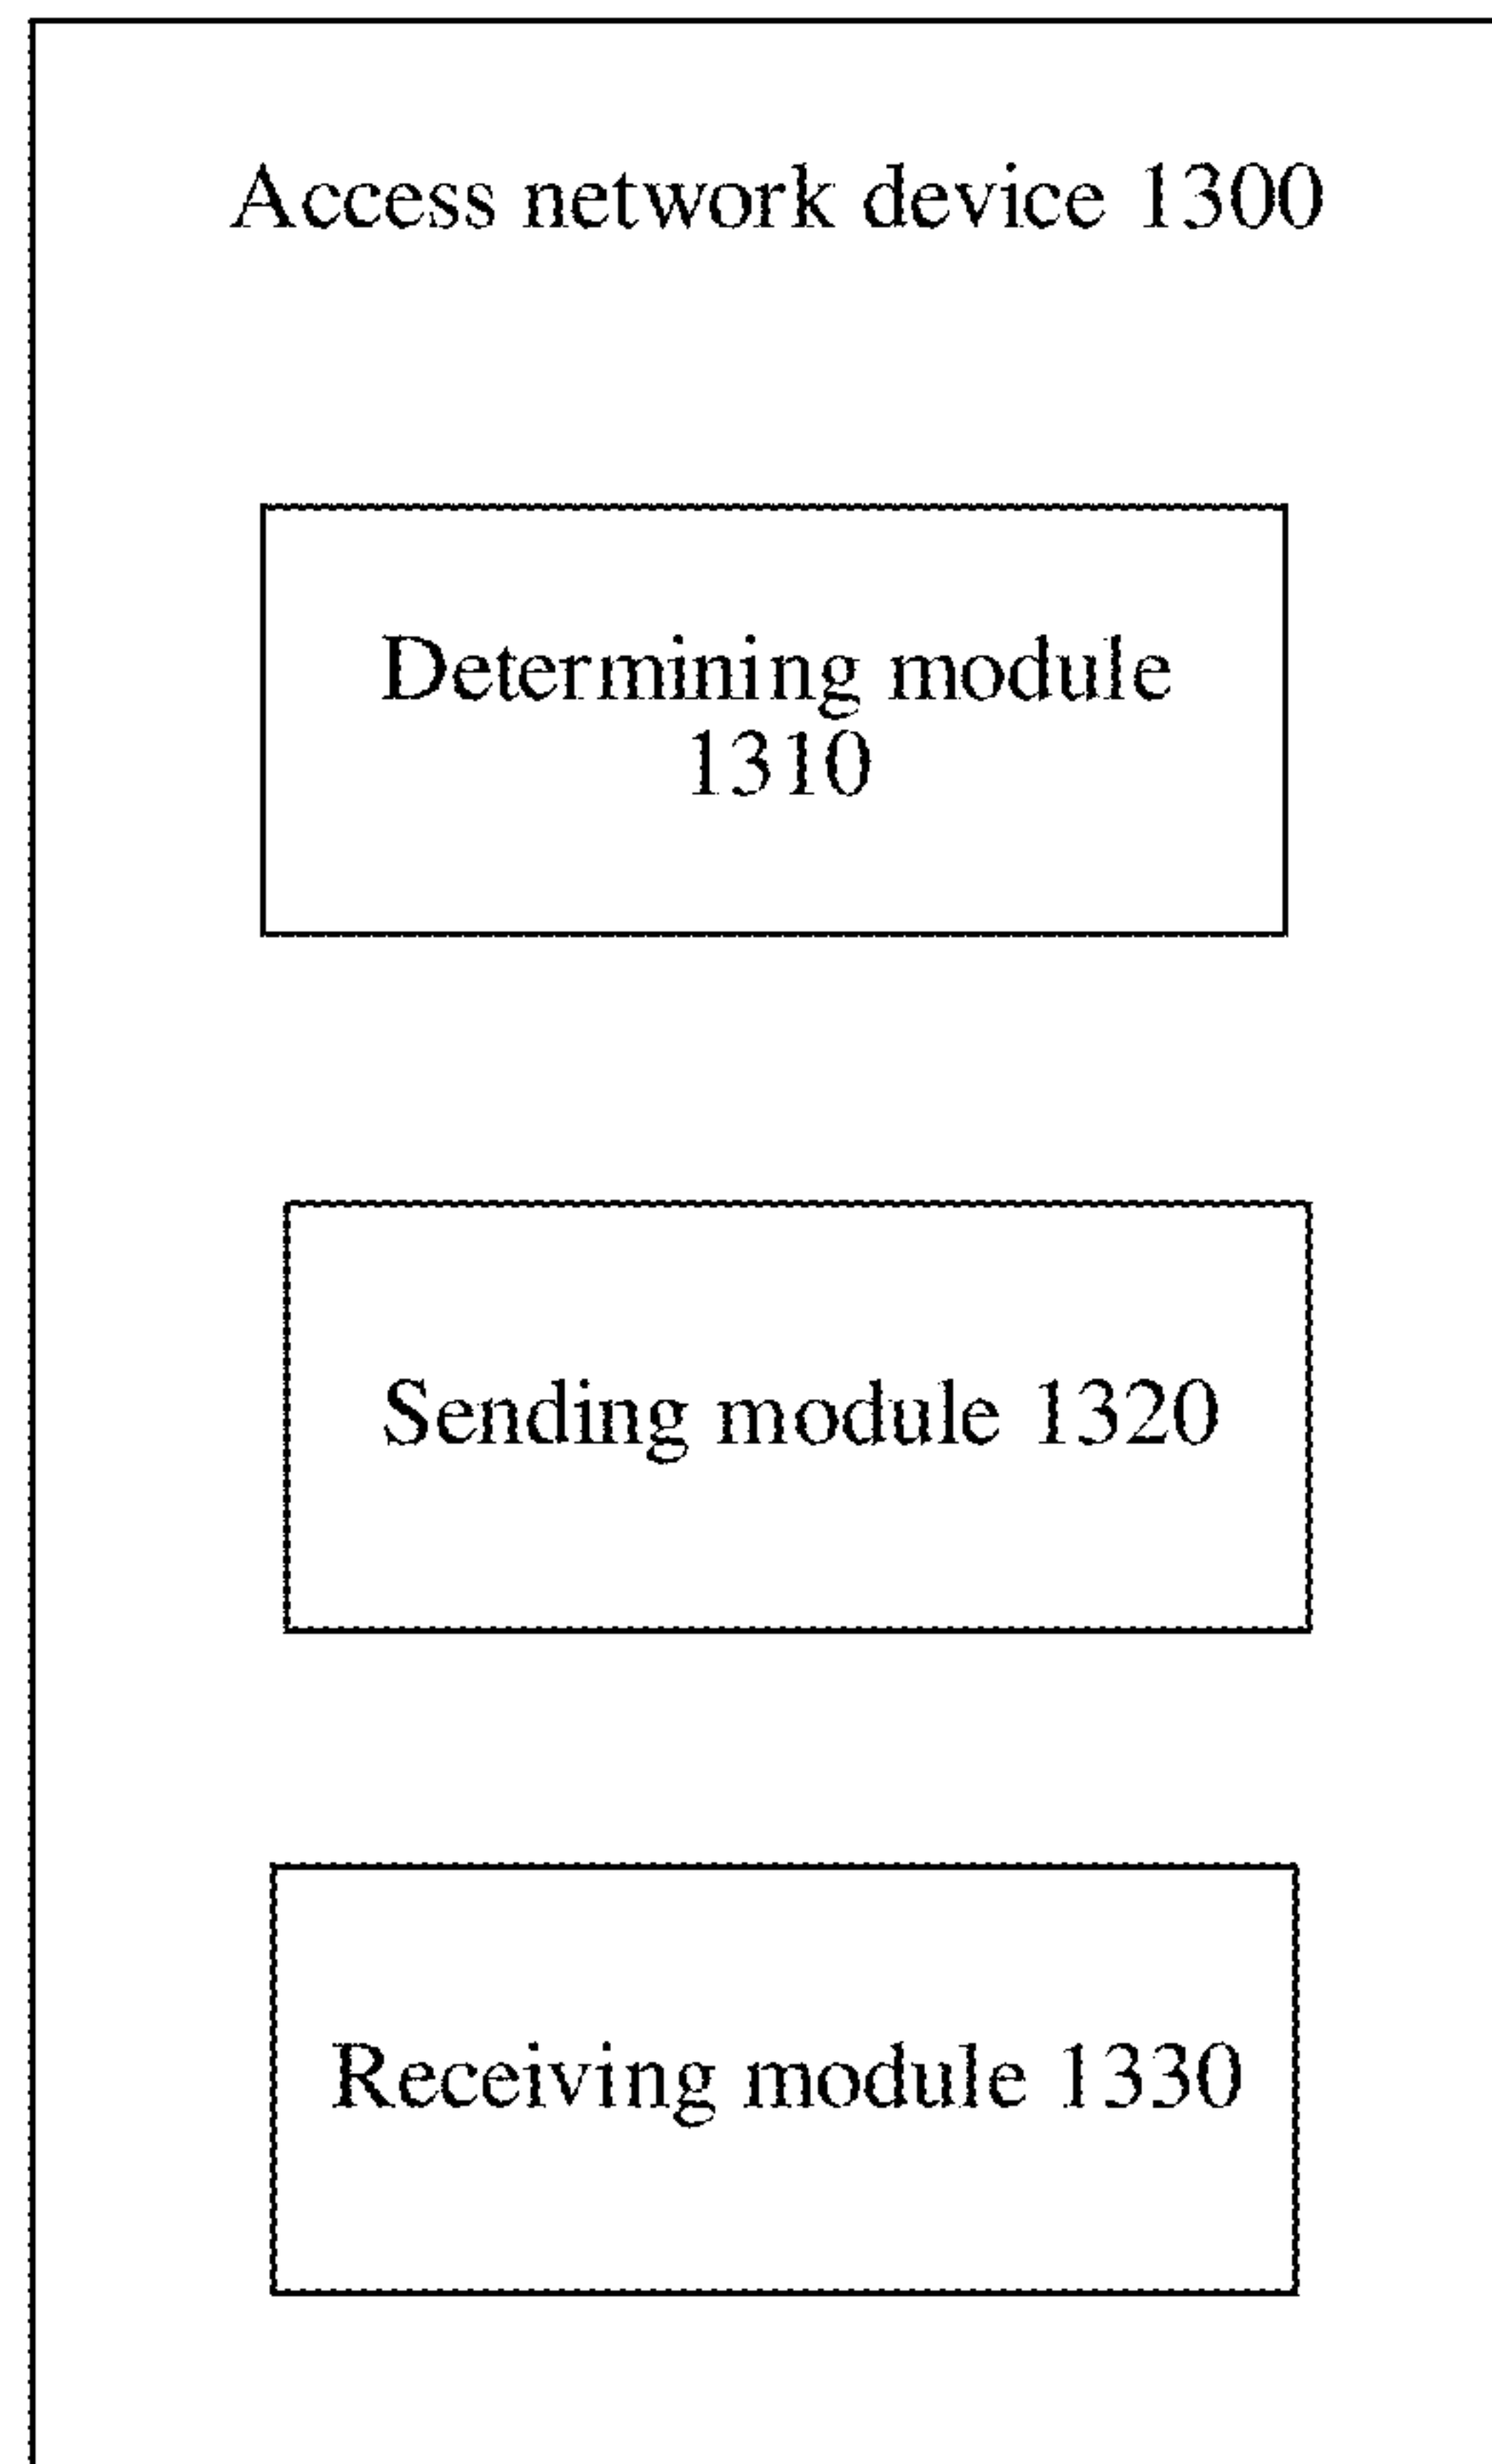 Access network device 1300
Determining module
1310
Sending module 1320
Receiving module 1330